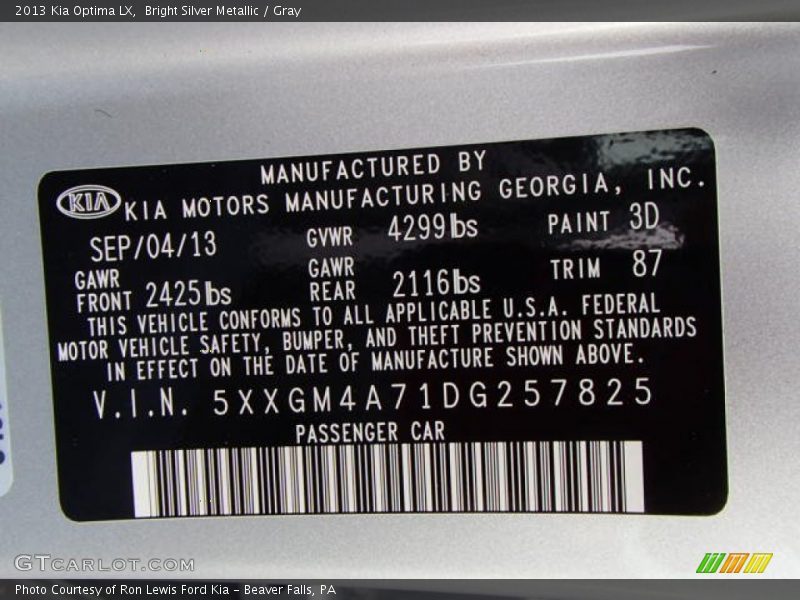 2013 Kia Optima LX, Bright Silver Metallic / Gray
MANUFACTURED BY
KIA KIA MOTORS MANUFACTURING GEORGIA, INC.
SEP/04/13 GVWR 4299lbs PAINT 3D
GAWR FRONT 2425lbs GAWR REAR 2116lbs TRIM 87
THIS VEHICLE CONFORMS TO ALL APPLICABLE U.S.A. FEDERAL
MOTOR VEHICLE SAFETY, BUMPER, AND THEFT PREVENTION STANDARDS
IN EFFECT ON THE DATE OF MANUFACTURE SHOWN ABOVE.
V.I.N. 5XXGM4A71DG257825
PASSENGER CAR
GTCARLOT.COM
Photo Courtesy of Ron Lewis Ford Kia - Beaver Falls, PA